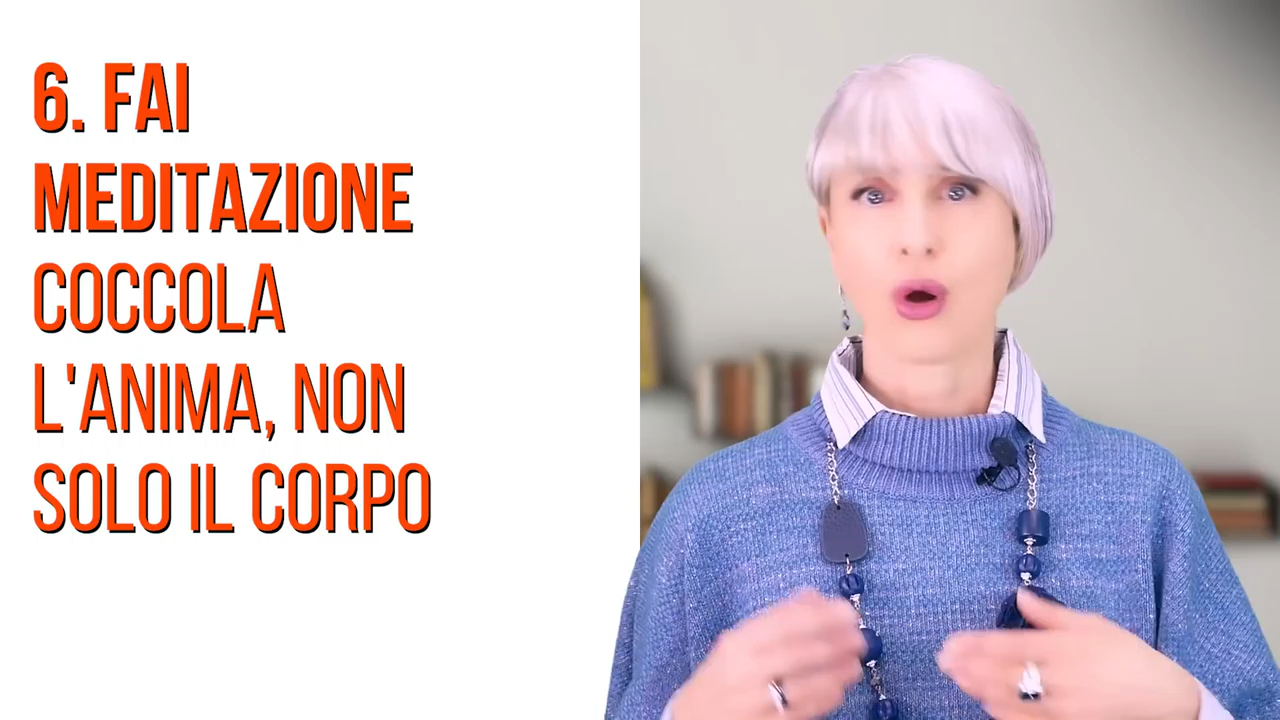 6. FAI
MEDITAZIONE
COCCOLA
L'ANIMA, NON
SOLO IL CORPO